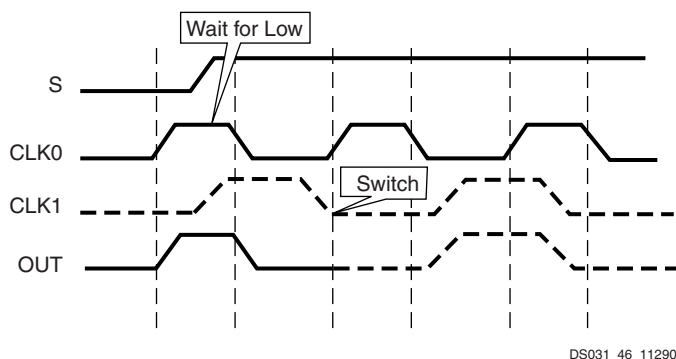 Wait for Low
S
CLK0
Switch
CLK1
OUT
DS031_46_11290